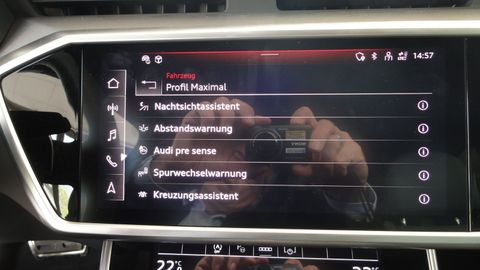 14:57
Fahrzeug
Profil Maximal
Nachtsichtassistent
Abstandswarnung
Audi pre sense
Spurwechselwarnung
Kreuzungsassistent
22°C